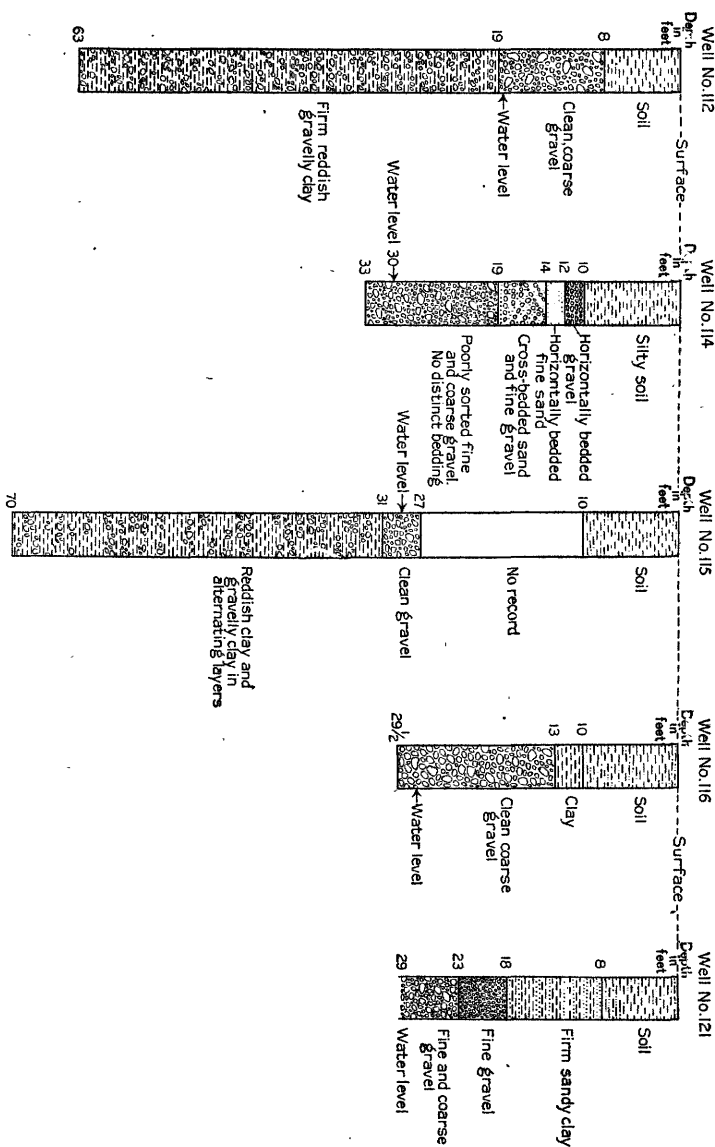 Well No. 112
Depth
in
feet
Surface
Soil
8
Clean, coarse
gravel
19
Water level
Firm reddish
gravelly clay
63
Well No. 114
in
feet
Silty soil
10
Horizontally bedded
gravel
12
Horizontally bedded
fine sand
14
Cross-bedded sand
and fine gravel
19
Poorly sorted fine
and coarse gravel.
No distinct bedding
Water level 30
33
Well No. 115
Depth
in
feet
Soil
10
No record
27
Water level
Clean gravel
31
Reddish clay and
gravelly clay in
alternating layers
70
Well No. 116
Depth
in
feet
Surface
Soil
10
Clay
13
Clean coarse
gravel
Water level
29½
Well No. 121
Depth
in
feet
Soil
8
Firm sandy clay
18
Fine gravel
23
Fine and coarse
gravel
29
Water level